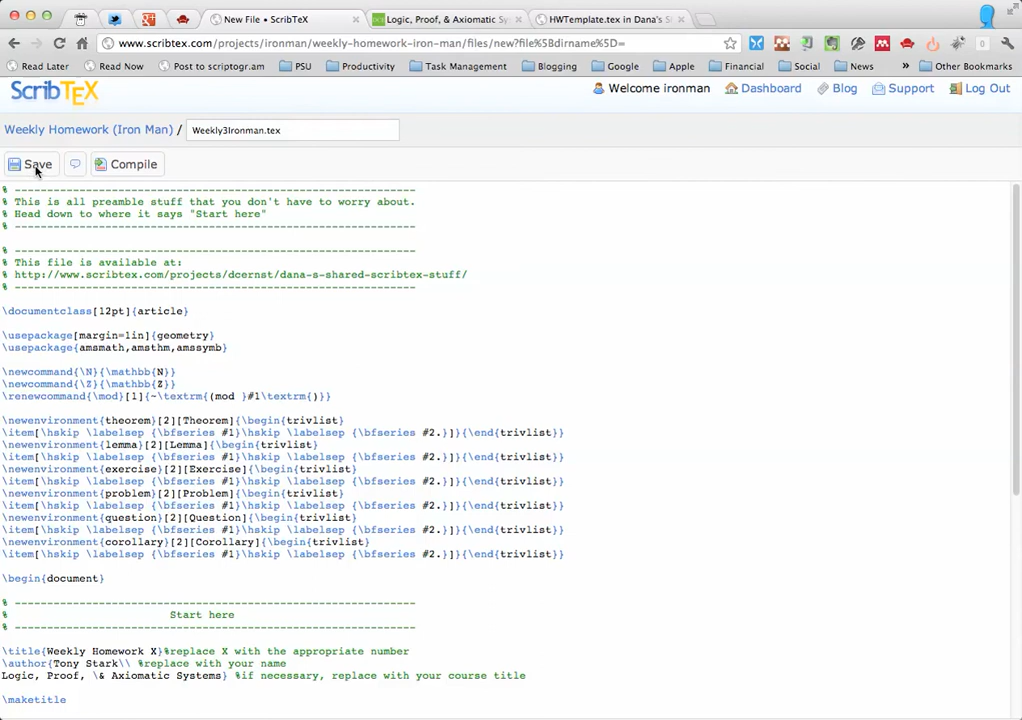 New File • ScribTeX
Logic, Proof, & Axiomatic Sy
HWTemplate.tex in Dana's S
www.scribtex.com/projects/ironman/weekly-homework-iron-man/files/new?file%5Bdirname%5D=
Read Later Read Now Post to scriptogr.am PSU Productivity Task Management Blogging Google Apple Financial Social News » Other Bookmarks
ScribTEX
Welcome ironman Dashboard Blog Support Log Out
Weekly Homework (Iron Man) / Weekly3Ironman.tex
Save Compile
% --------------------------------------------------------------
% This is all preamble stuff that you don't have to worry about.
% Head down to where it says "Start here"
% --------------------------------------------------------------
% --------------------------------------------------------------
% This file is available at:
% http://www.scribtex.com/projects/dcernst/dana-s-shared-scribtex-stuff/
% --------------------------------------------------------------
\documentclass[12pt]{article}
\usepackage[margin=1in]{geometry}
\usepackage{amsmath,amsthm,amssymb}
\newcommand{\N}{\mathbb{N}}
\newcommand{\Z}{\mathbb{Z}}
\renewcommand{\mod}[1]{~\textrm{(mod }#1\textrm{)}}
\newenvironment{theorem}[2][Theorem]{\begin{trivlist}
\item[\hskip \labelsep {\bfseries #1}\hskip \labelsep {\bfseries #2.}]}{\end{trivlist}}
\newenvironment{lemma}[2][Lemma]{\begin{trivlist}
\item[\hskip \labelsep {\bfseries #1}\hskip \labelsep {\bfseries #2.}]}{\end{trivlist}}
\newenvironment{exercise}[2][Exercise]{\begin{trivlist}
\item[\hskip \labelsep {\bfseries #1}\hskip \labelsep {\bfseries #2.}]}{\end{trivlist}}
\newenvironment{problem}[2][Problem]{\begin{trivlist}
\item[\hskip \labelsep {\bfseries #1}\hskip \labelsep {\bfseries #2.}]}{\end{trivlist}}
\newenvironment{question}[2][Question]{\begin{trivlist}
\item[\hskip \labelsep {\bfseries #1}\hskip \labelsep {\bfseries #2.}]}{\end{trivlist}}
\newenvironment{corollary}[2][Corollary]{\begin{trivlist}
\item[\hskip \labelsep {\bfseries #1}\hskip \labelsep {\bfseries #2.}]}{\end{trivlist}}
\begin{document}
% --------------------------------------------------------------
% Start here
% --------------------------------------------------------------
\title{Weekly Homework X}%replace X with the appropriate number
\author{Tony Stark\\ %replace with your name
Logic, Proof, \& Axiomatic Systems} %if necessary, replace with your course title
\maketitle